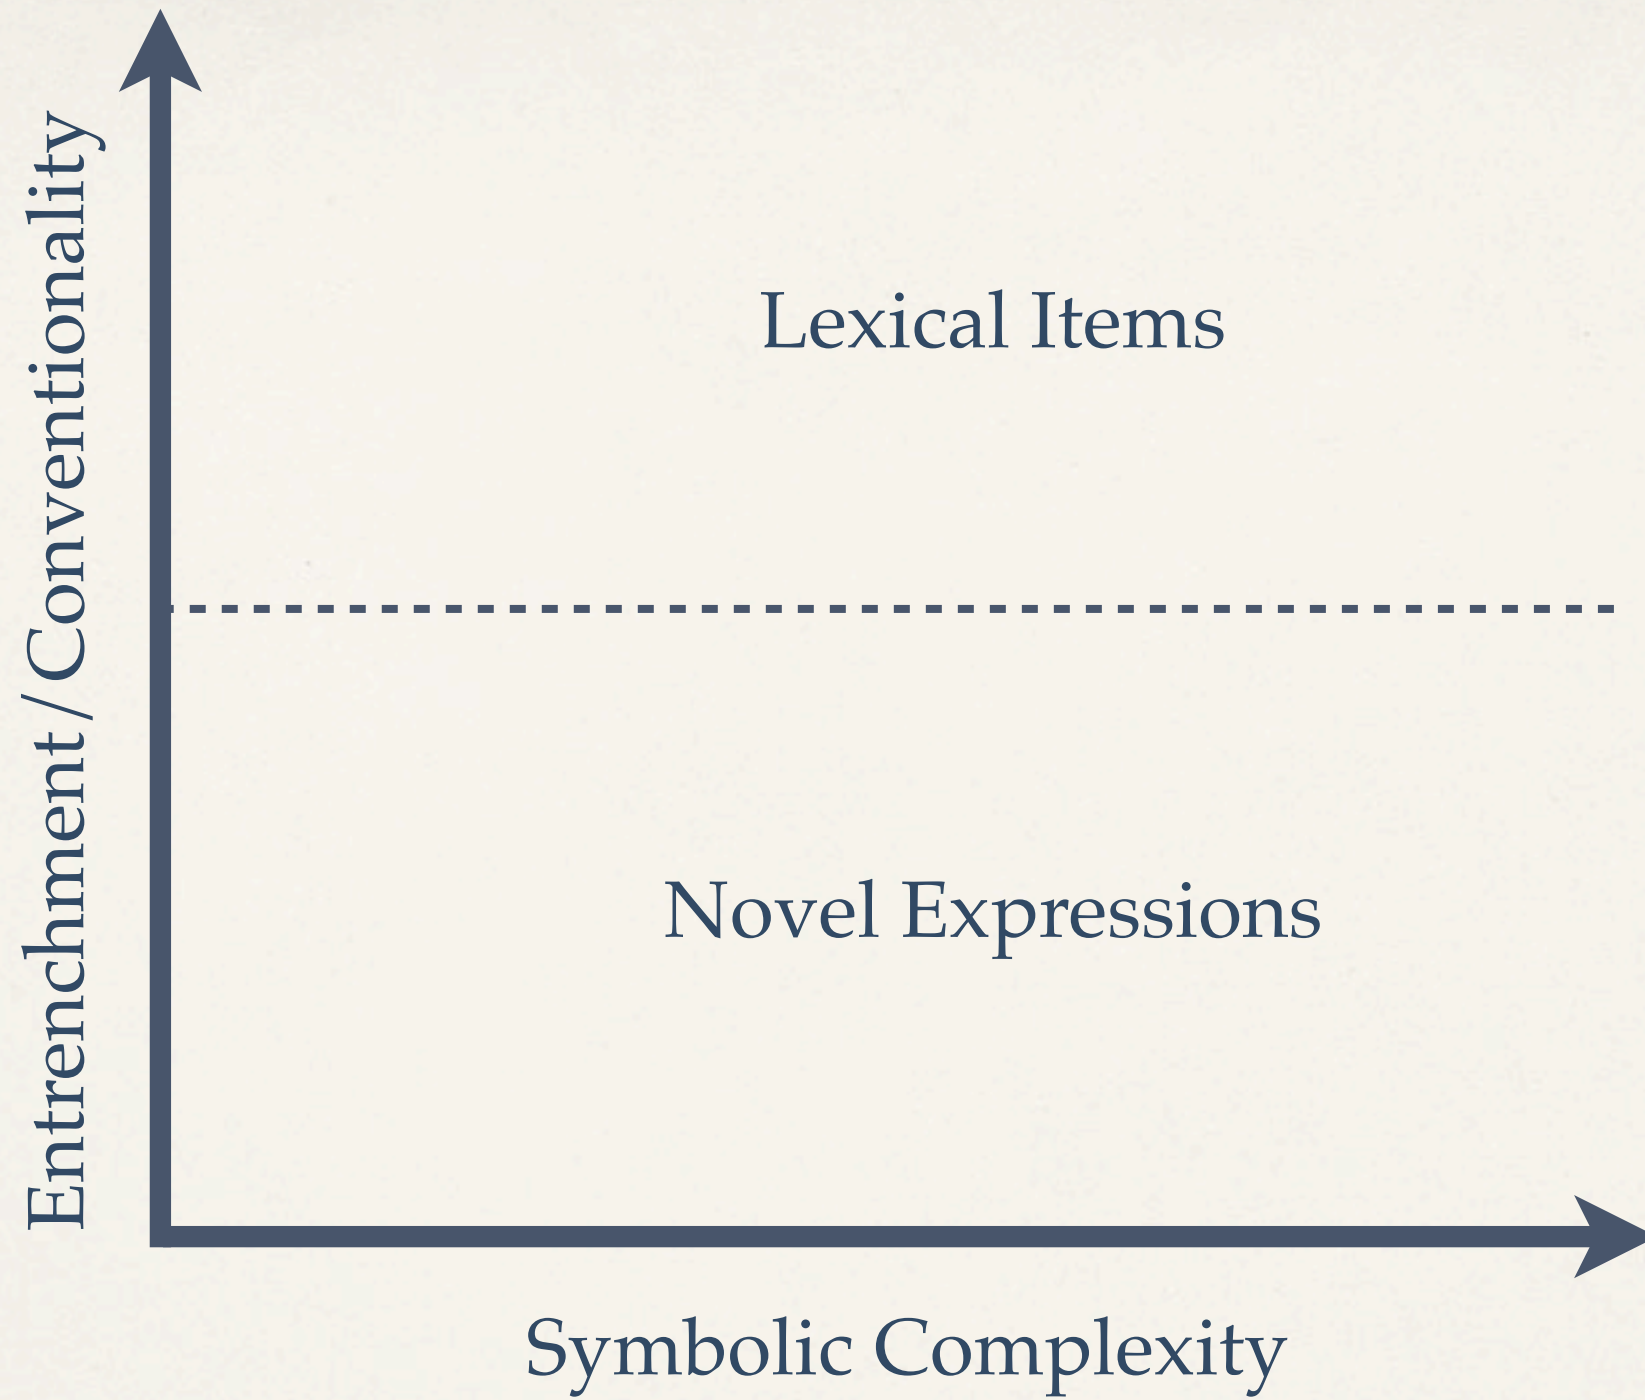 Entrenchment / Conventionality
Lexical Items
Novel Expressions
Symbolic Complexity